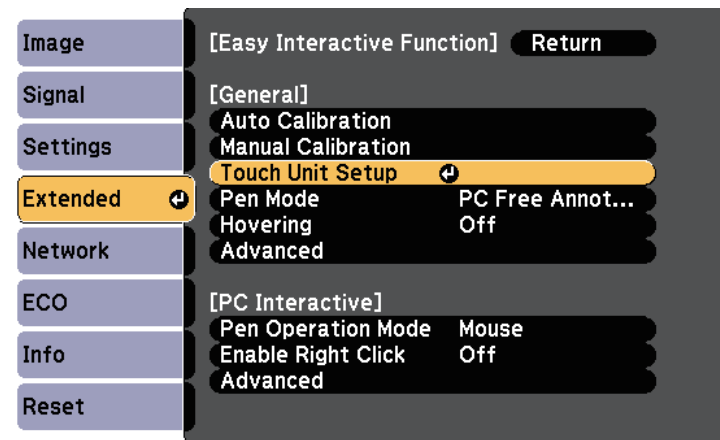 Image
Signal
Settings
Extended
Network
ECO
Info
Reset
[Easy Interactive Function] Return
[General]
Auto Calibration
Manual Calibration
Touch Unit Setup
Pen Mode PC Free Annot...
Hovering Off
Advanced
[PC Interactive]
Pen Operation Mode Mouse
Enable Right Click Off
Advanced